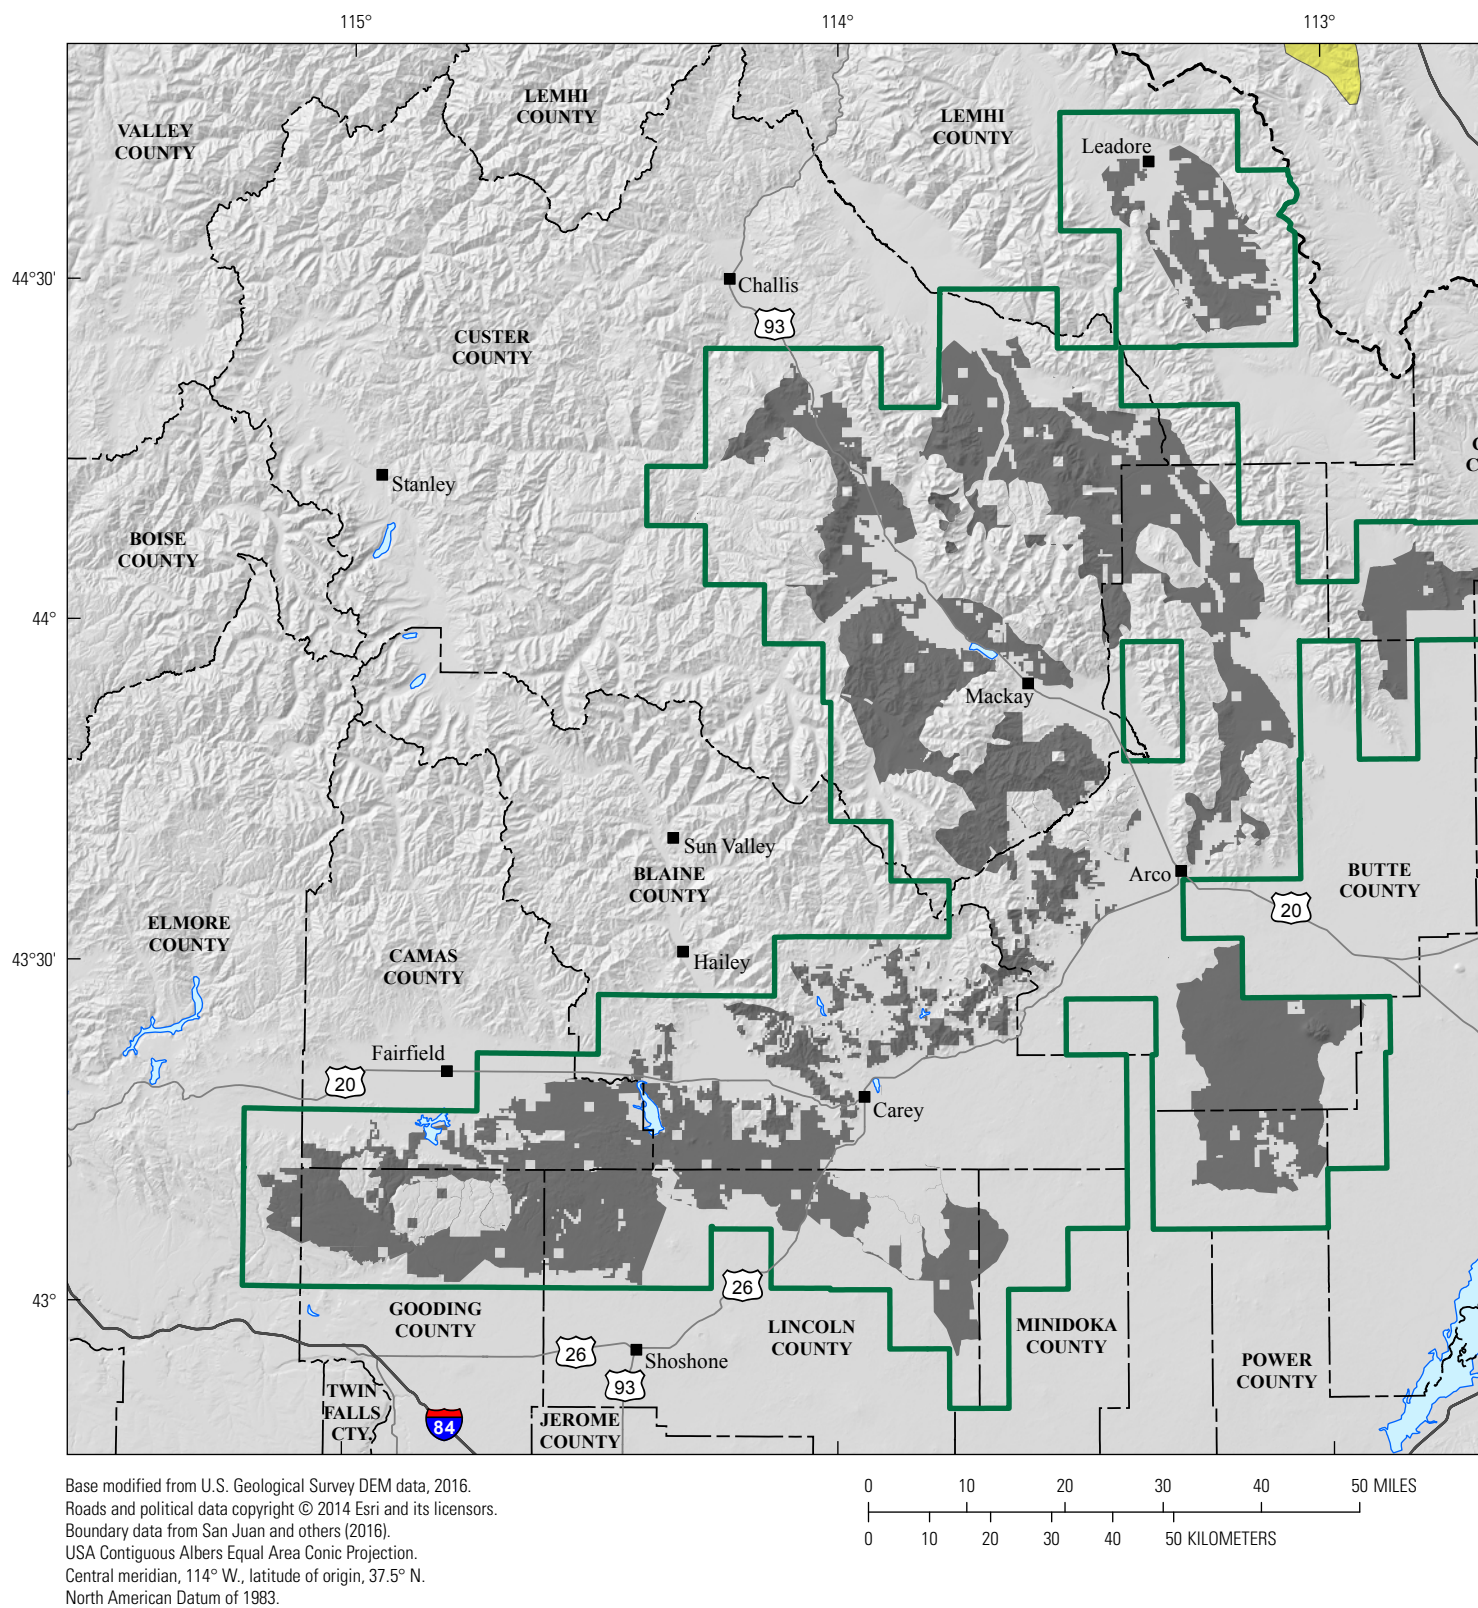 115°
114°
113°
LEMHI
COUNTY
LEMHI
COUNTY
VALLEY
COUNTY
Leadore
44°30'
Challis
93
CUSTER
COUNTY
Stanley
BOISE
COUNTY
44°
Mackay
Sun Valley
BLAINE
COUNTY
Arco
BUTTE
COUNTY
20
ELMORE
COUNTY
CAMAS
COUNTY
43°30'
Hailey
Fairfield
20
Carey
26
43°
GOODING
COUNTY
LINCOLN
COUNTY
MINIDOKA
COUNTY
26
Shoshone
POWER
COUNTY
93
TWIN
FALLS
CTY.
84
JEROME
COUNTY
Base modified from U.S. Geological Survey DEM data, 2016.
Roads and political data copyright © 2014 Esri and its licensors.
Boundary data from San Juan and others (2016).
USA Contiguous Albers Equal Area Conic Projection.
Central meridian, 114° W., latitude of origin, 37.5° N.
North American Datum of 1983.
0 10 20 30 40 50 MILES
0 10 20 30 40 50 KILOMETERS